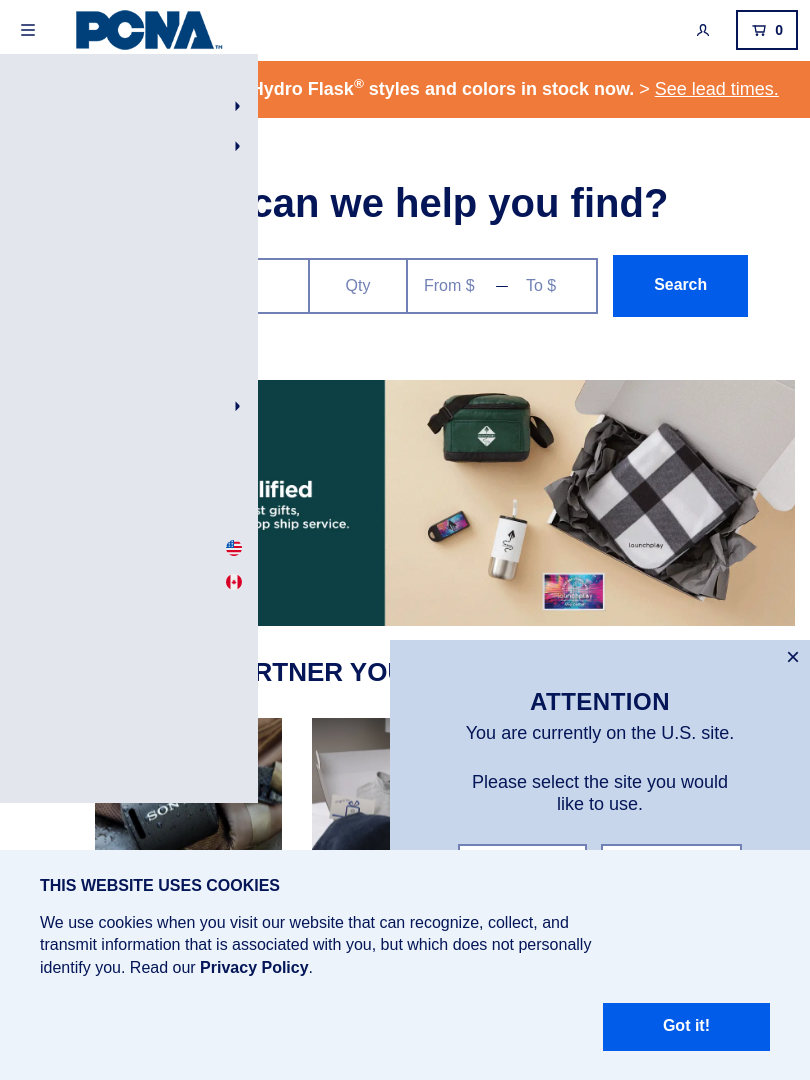 PCNA™
0
Hydro Flask® styles and colors in stock now. > See lead times.
can we help you find?
Qty
From $ — To $
Search
lified
st gifts,
op ship service.
launchplay
RTNER YOU
ATTENTION
You are currently on the U.S. site.
Please select the site you would
like to use.
SONY
THIS WEBSITE USES COOKIES
We use cookies when you visit our website that can recognize, collect, and
transmit information that is associated with you, but which does not personally
identify you. Read our Privacy Policy.
Got it!